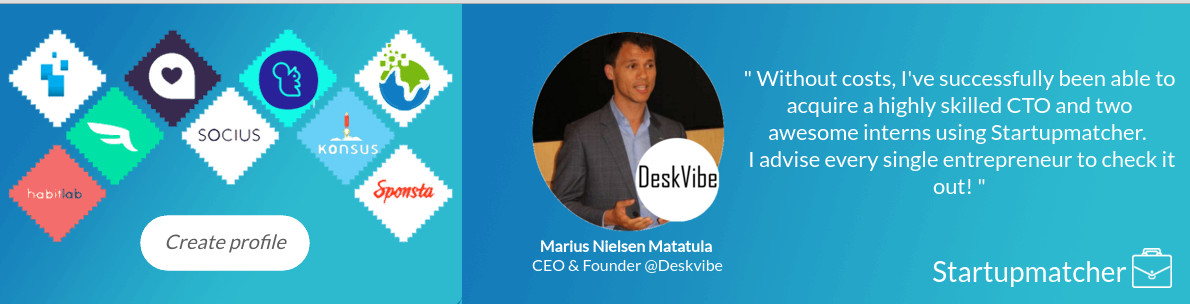 SOCIUS
KONSUS
habitlab
Sponsta
Create profile
DeskVibe
Marius Nielsen Matatula
CEO & Founder @Deskvibe
" Without costs, I've successfully been able to
acquire a highly skilled CTO and two
awesome interns using Startupmatcher.
I advise every single entrepreneur to check it
out! "
Startupmatcher